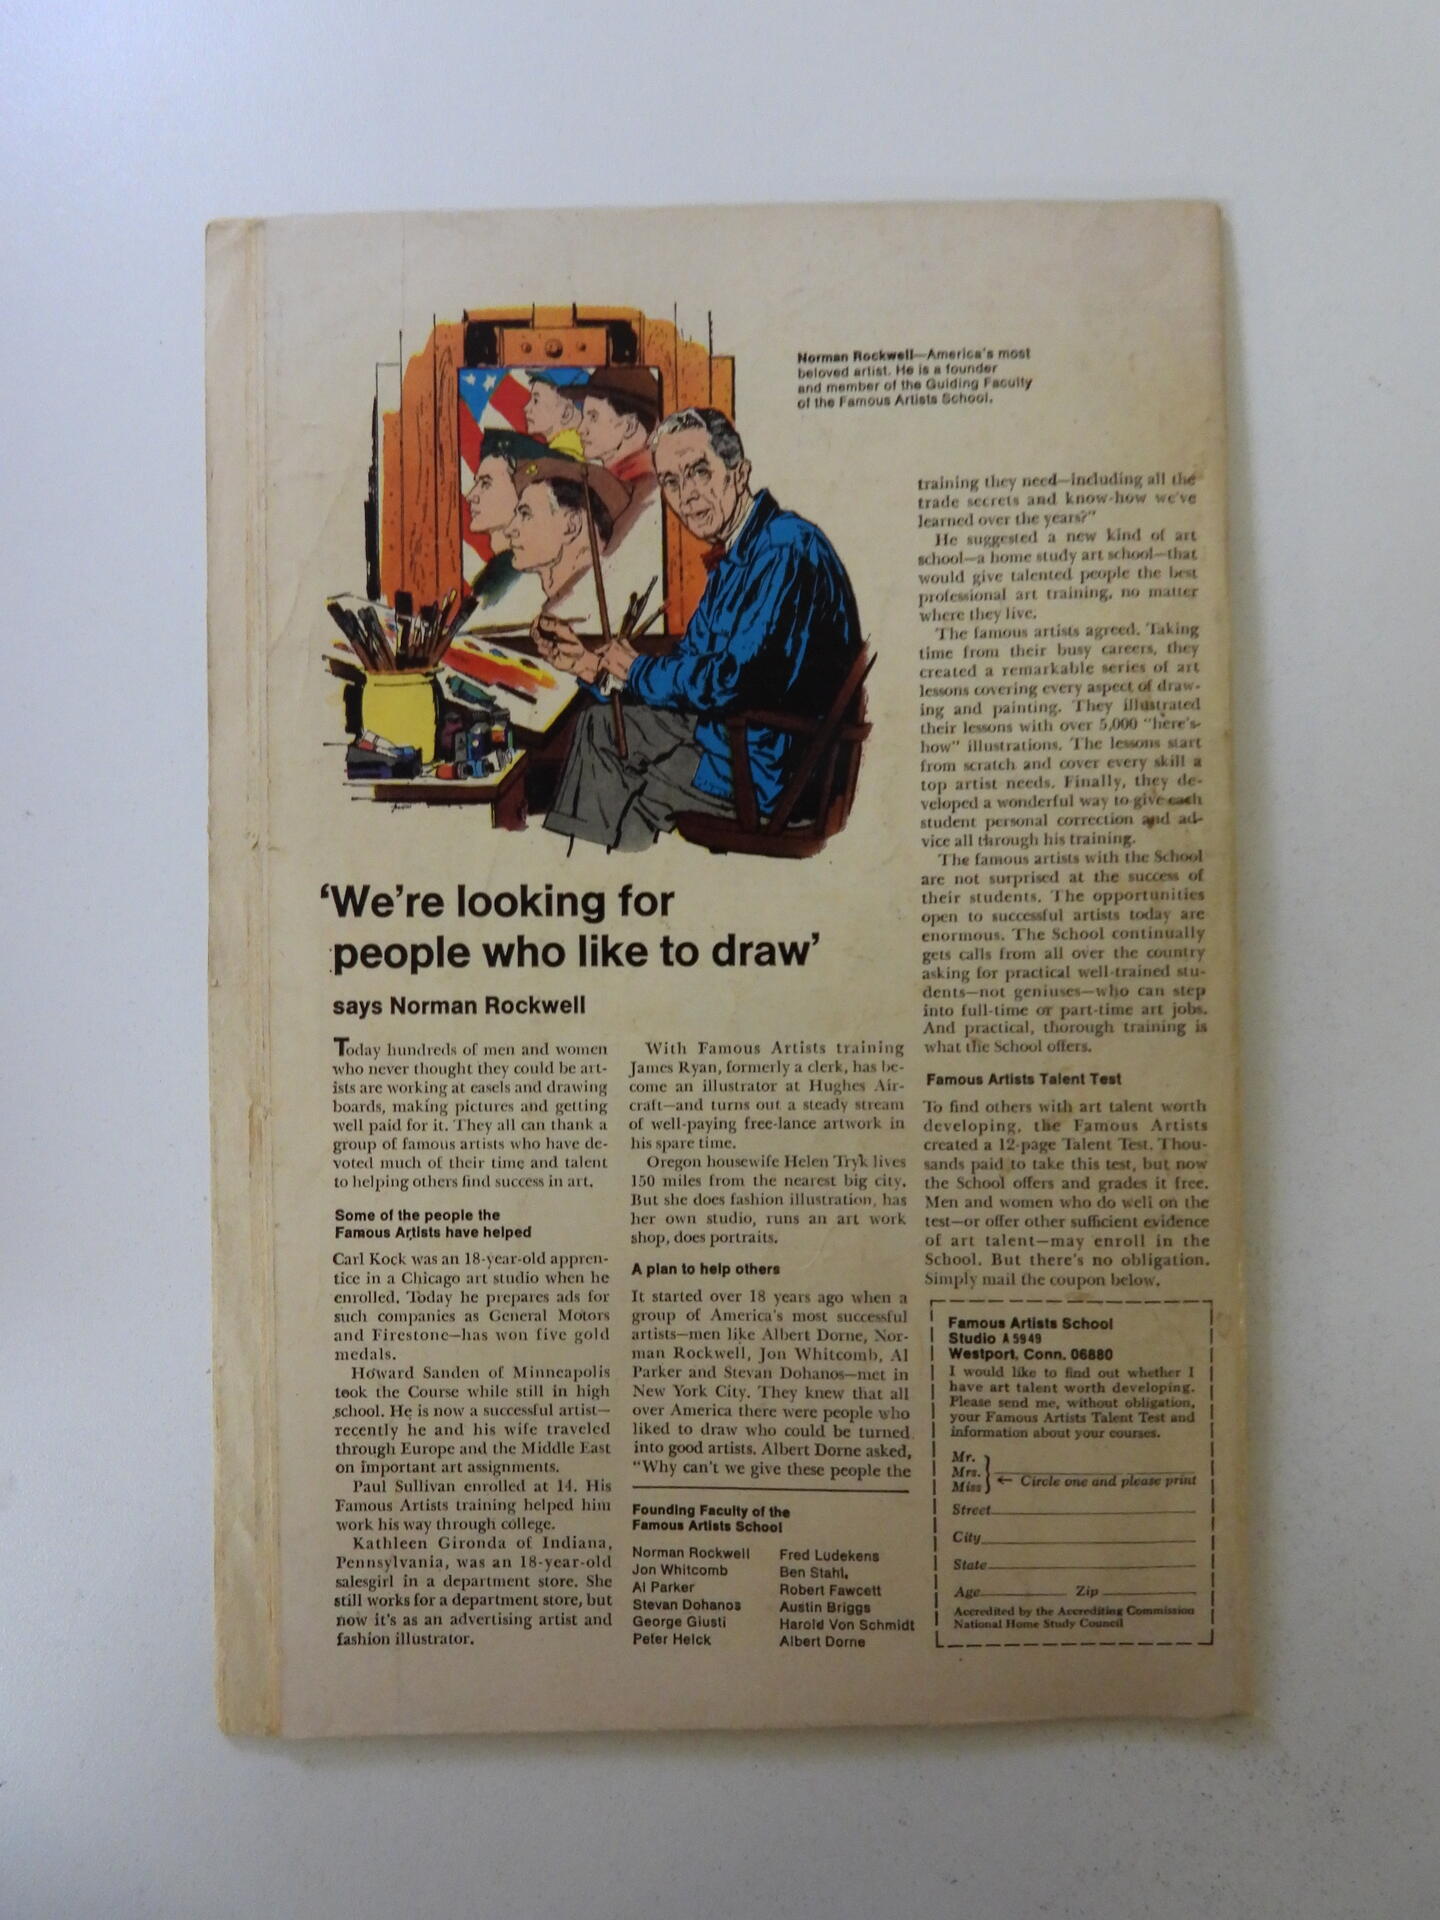 Norman Rockwell—America's most
beloved artist. He is a founder
and member of the Guiding Faculty
of the Famous Artists School.
'We're looking for
people who like to draw'
says Norman Rockwell
Today hundreds of men and women
who never thought they could be art-
ists are working at easels and drawing
boards, making pictures and getting
well paid for it. They all can thank a
group of famous artists who have de-
voted much of their time and talent
to helping others find success in art.
Some of the people the
Famous Artists have helped
Carl Kock was an 18-year-old appren-
tice in a Chicago art studio when he
enrolled. Today he prepares ads for
such companies as General Motors
and Firestone—has won five gold
medals.
Howard Sanden of Minneapolis
took the Course while still in high
school. He is now a successful artist—
recently he and his wife traveled
through Europe and the Middle East
on important art assignments.
Paul Sullivan enrolled at 14. His
Famous Artists training helped him
work his way through college.
Kathleen Gironda of Indiana,
Pennsylvania, was an 18-year-old
salesgirl in a department store. She
still works for a department store, but
now it's as an advertising artist and
fashion illustrator.
With Famous Artists training
James Ryan, formerly a clerk, has be-
come an illustrator at Hughes Air-
craft—and turns out a steady stream
of well-paying free-lance artwork in
his spare time.
Oregon housewife Helen Tryk lives
150 miles from the nearest big city.
But she does fashion illustration, has
her own studio, runs an art work
shop, does portraits.
A plan to help others
It started over 18 years ago when a
group of America's most successful
artists—men like Albert Dorne, Nor-
man Rockwell, Jon Whitcomb, Al
Parker and Stevan Dohanos—met in
New York City. They knew that all
over America there were people who
liked to draw who could be turned
into good artists. Albert Dorne asked,
"Why can't we give these people the
training they need—including all the
trade secrets and know-how we've
learned over the years?"
He suggested a new kind of art
school—a home study art school—that
would give talented people the best
professional art training, no matter
where they live.
The famous artists agreed. Taking
time from their busy careers, they
created a remarkable series of art
lessons covering every aspect of draw-
ing and painting. They illustrated
their lessons with over 5,000 "here's-
how" illustrations. The lessons start
from scratch and cover every skill a
top artist needs. Finally, they de-
veloped a wonderful way to give each
student personal correction and ad-
vice all through his training.
The famous artists with the School
are not surprised at the success of
their students. The opportunities
open to successful artists today are
enormous. The School continually
gets calls from all over the country
asking for practical well-trained stu-
dents—not geniuses—who can step
into full-time or part-time art jobs.
And practical, thorough training is
what the School offers.
Famous Artists Talent Test
To find others with art talent worth
developing, the Famous Artists
created a 12-page Talent Test. Thou-
sands paid to take this test, but now
the School offers and grades it free.
Men and women who do well on the
test—or offer other sufficient evidence
of art talent—may enroll in the
School. But there's no obligation.
Simply mail the coupon below.
Founding Faculty of the
Famous Artists School
Norman Rockwell
Jon Whitcomb
Al Parker
Stevan Dohanos
George Giusti
Peter Helck
Fred Ludekens
Ben Stahl
Robert Fawcett
Austin Briggs
Harold Von Schmidt
Albert Dorne
Famous Artists School
Studio A5949
Westport, Conn. 06880
I would like to find out whether I
have art talent worth developing.
Please send me, without obligation,
your Famous Artists Talent Test and
information about your courses.
Mr.
Mrs.
Miss
← Circle one and please print
Street
City
State
Age Zip
Accredited by the Accrediting Commission
National Home Study Council